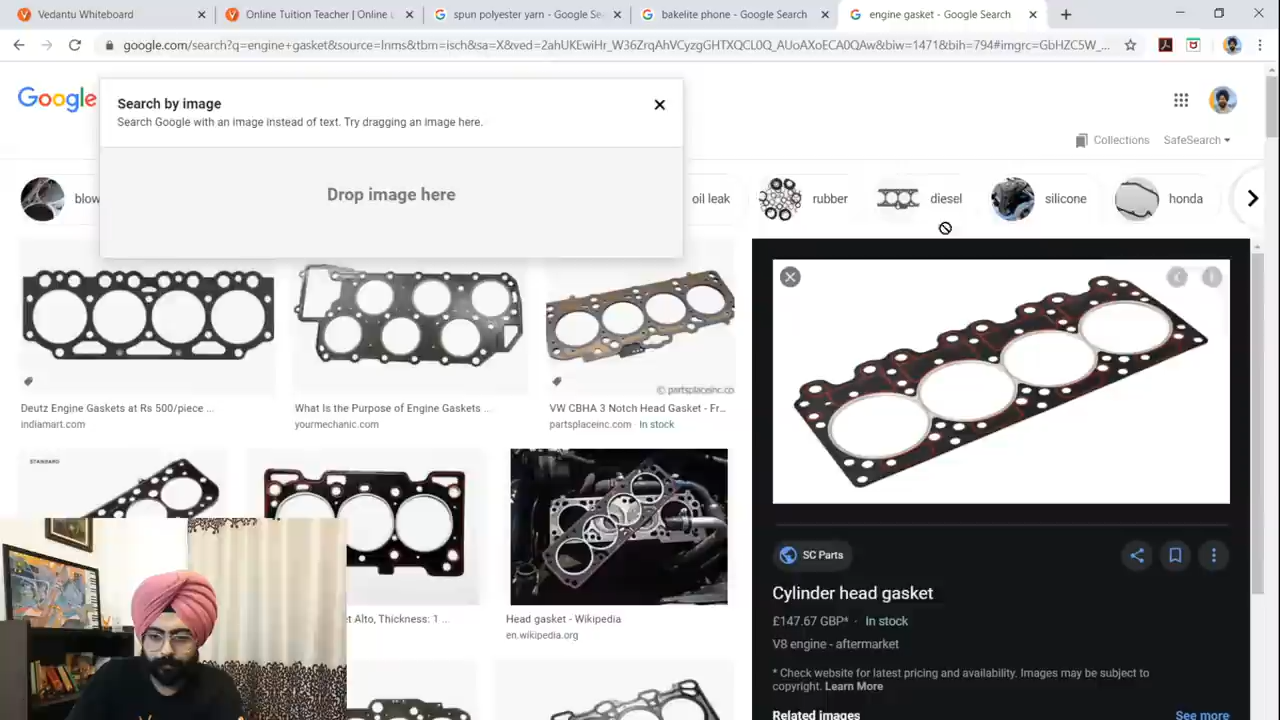 Vedantu Whiteboard
Online Tuition Teacher | Online L
spun polyester yarn - Google Se
bakelite phone - Google Search
engine gasket - Google Search
google.com/search?q=engine+gasket&source=lnms&tbm=isch&sa=X&ved=2ahUKEwiHr_W36ZrqAhVCyzgGHTXQCL0Q_AUoAXoECA0QAw&biw=1471&bih=794#imgrc=GbHZC5W_...
Google
Search by image
Search Google with an image instead of text. Try dragging an image here.
Drop image here
Collections
SafeSearch
blow
oil leak
rubber
diesel
silicone
honda
© partsplaceinc.co
Deutz Engine Gaskets at Rs 500/piece ...
indiamart.com
What Is the Purpose of Engine Gaskets ...
yourmechanic.com
VW CBHA 3 Notch Head Gasket - Fr...
partsplaceinc.com · In stock
STANDARD
et Alto, Thickness: 1 ...
Head gasket - Wikipedia
en.wikipedia.org
SC Parts
Cylinder head gasket
£147.67 GBP* · In stock
V8 engine - aftermarket
* Check website for latest pricing and availability. Images may be subject to
copyright. Learn More
Related images
See more